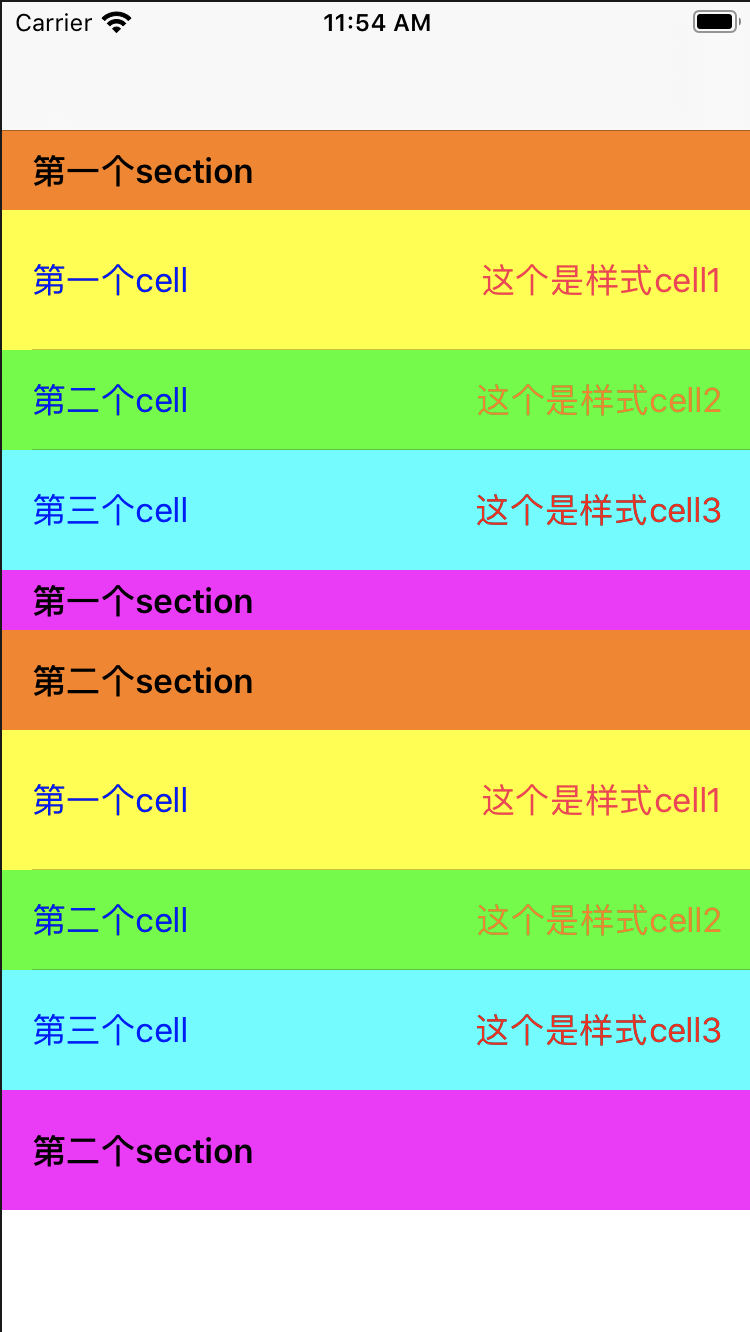 Carrier 11:54 AM
第一个section
第一个cell 这个是样式cell1
第二个cell 这个是样式cell2
第三个cell 这个是样式cell3
第一个section
第二个section
第一个cell 这个是样式cell1
第二个cell 这个是样式cell2
第三个cell 这个是样式cell3
第二个section